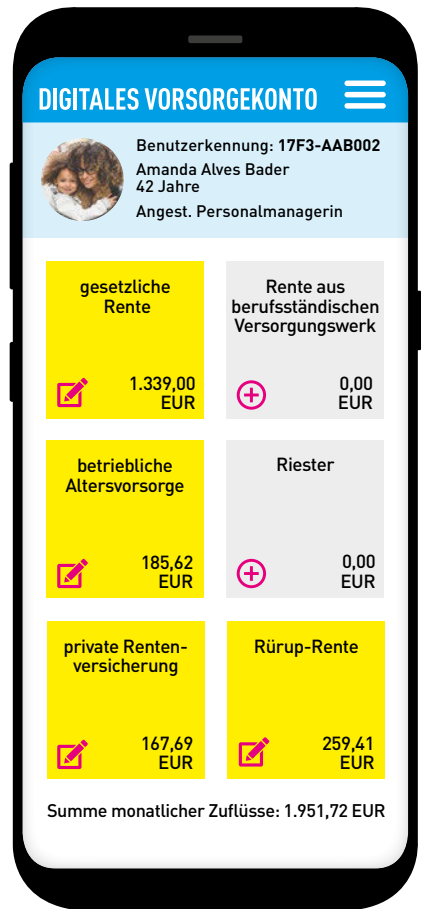 DIGITALES VORSORGEKONTO
Benutzerkennung: 17F3-AAB002
Amanda Alves Bader
42 Jahre
Angest. Personalmanagerin
gesetzliche
Rente
1.339,00
EUR
Rente aus
berufsständischen
Versorgungswerk
0,00
EUR
betriebliche
Altersvorsorge
185,62
EUR
Riester
0,00
EUR
private Renten-
versicherung
167,69
EUR
Rürup-Rente
259,41
EUR
Summe monatlicher Zuflüsse: 1.951,72 EUR